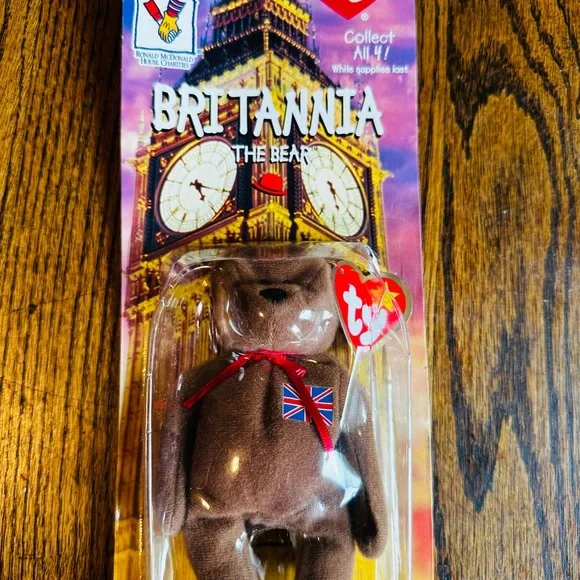 RONALD McDONALD
HOUSE CHARITIES
®
Collect
All 4!
While supplies last.
BRITANNIA
THE BEAR
ty